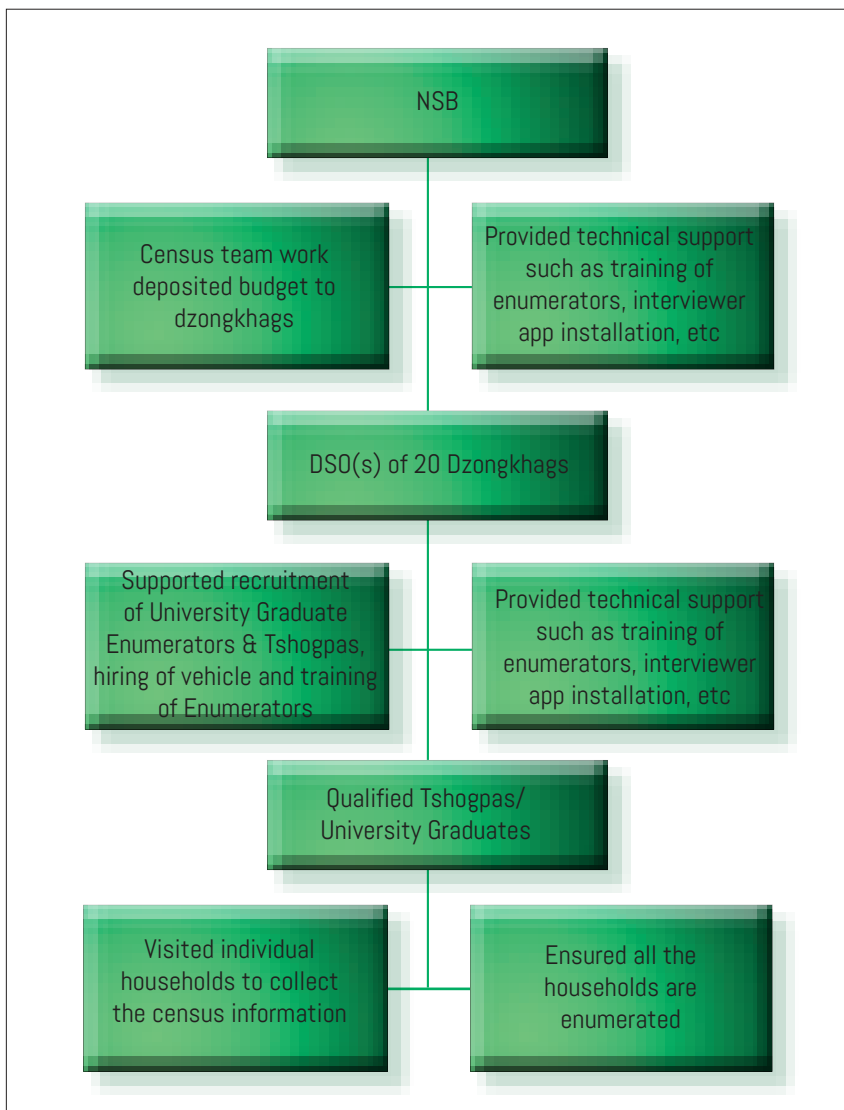 NSB
Census team work
deposited budget to
dzongkhags
Provided technical support
such as training of
enumerators, interviewer
app installation, etc
DSO(s) of 20 Dzongkhags
Supported recruitment
of University Graduate
Enumerators & Tshogpas,
hiring of vehicle and training
of Enumerators
Provided technical support
such as training of
enumerators, interviewer
app installation, etc
Qualified Tshogpas/
University Graduates
Visited individual
households to collect
the census information
Ensured all the
households are
enumerated